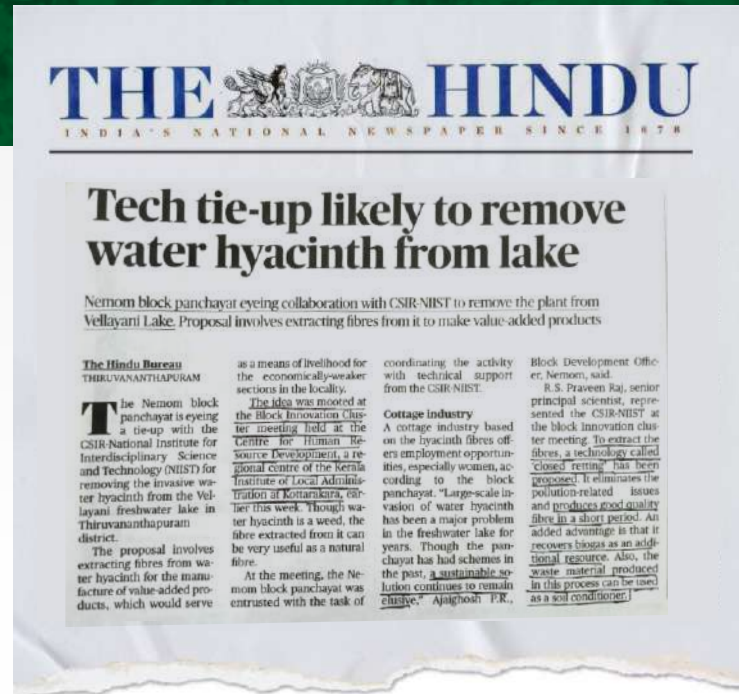 THE HINDU
INDIA'S NATIONAL NEWSPAPER SINCE 1878
Tech tie-up likely to remove
water hyacinth from lake
Nemom block panchayat eyeing collaboration with CSIR-NIIST to remove the plant from
Vellayani Lake. Proposal involves extracting fibres from it to make value-added products
The Hindu Bureau
THIRUVANANTHAPURAM
The Nemom block
panchayat is eyeing
a tie-up with the
CSIR-National Institute for
Interdisciplinary Science
and Technology (NIIST) for
removing the invasive wa-
ter hyacinth from the Vel-
layani freshwater lake in
Thiruvananthapuram
district.
The proposal involves
extracting fibres from wa-
ter hyacinth for the manu-
facture of value-added pro-
ducts, which would serve
as a means of livelihood for
the economically-weaker
sections in the locality.
The idea was mooted at
the Block Innovation Clus-
ter meeting held at the
Centre for Human Re-
source Development, a re-
gional centre of the Kerala
Institute of Local Adminis-
tration at Kottarakara, ear-
lier this week. Though wa-
ter hyacinth is a weed, the
fibre extracted from it can
be very useful as a natural
fibre.
At the meeting, the Ne-
mom block panchayat was
entrusted with the task of
coordinating the activity
with technical support
from the CSIR-NIIST.
Cottage industry
A cottage industry based
on the hyacinth fibres off-
ers employment opportun-
ities, especially women, ac-
cording to the block
panchayat. "Large-scale in-
vasion of water hyacinth
has been a major problem
in the freshwater lake for
years. Though the pan-
chayat has had schemes in
the past, a sustainable so-
lution continues to remain
elusive," Ajaighosh P.R.,
Block Development Offic-
er, Nemom, said.
R.S. Praveen Raj, senior
principal scientist, repre-
sented the CSIR-NIIST at
the block innovation clus-
ter meeting. To extract the
fibres, a technology called
'closed retting' has been
proposed. It eliminates the
pollution-related issues
and produces good quality
fibre in a short period. An
added advantage is that it
recovers biogas as an addi-
tional resource. Also, the
waste material produced
in this process can be used
as a soil conditioner.